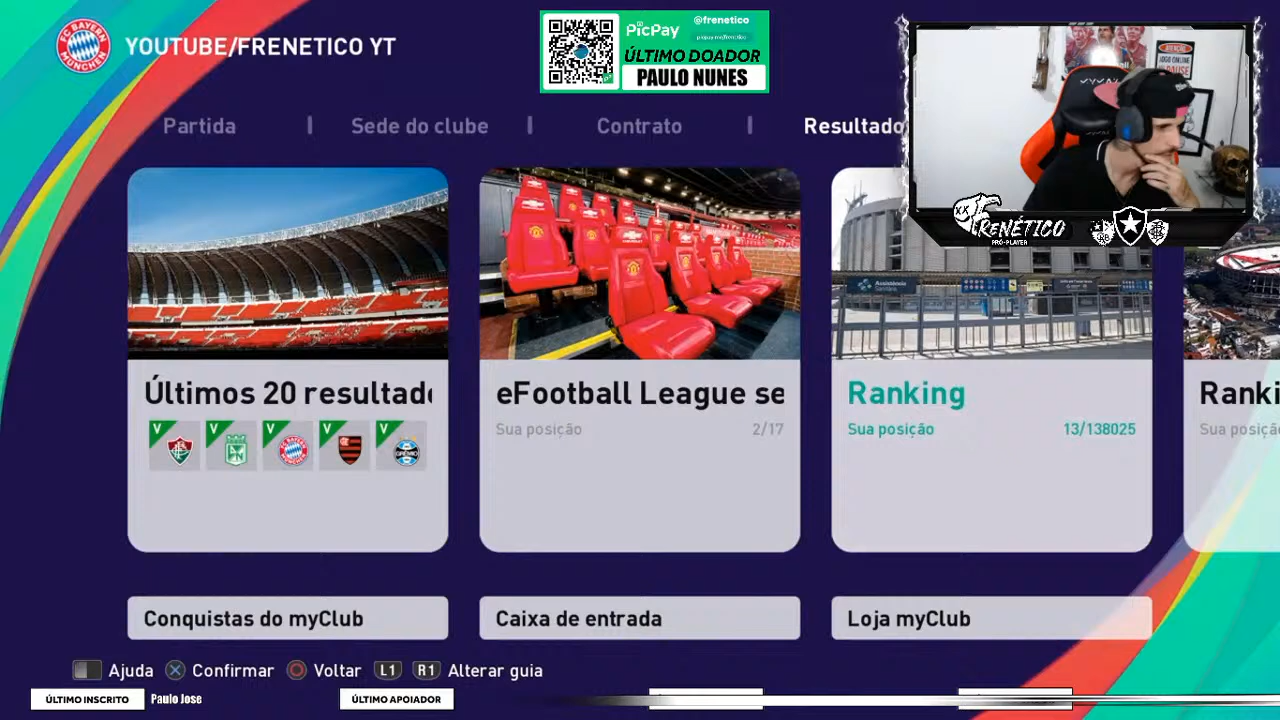 YOUTUBE/FRENETICO YT
PicPay
@frenetico
ÚLTIMO DOADOR
PAULO NUNES
Partida
Sede do clube
Contrato
Resultado
FRENÉTICO
PRÓ-PLAYER
Últimos 20 resultad
V V V V V
eFootball League se
Sua posição 2/17
Ranking
Sua posição 13/138025
Ranki
Sua posição
Conquistas do myClub
Caixa de entrada
Loja myClub
Ajuda
Confirmar
Voltar
L1 R1 Alterar guia
ÚLTIMO INSCRITO
Paulo Jose
ÚLTIMO APOIADOR